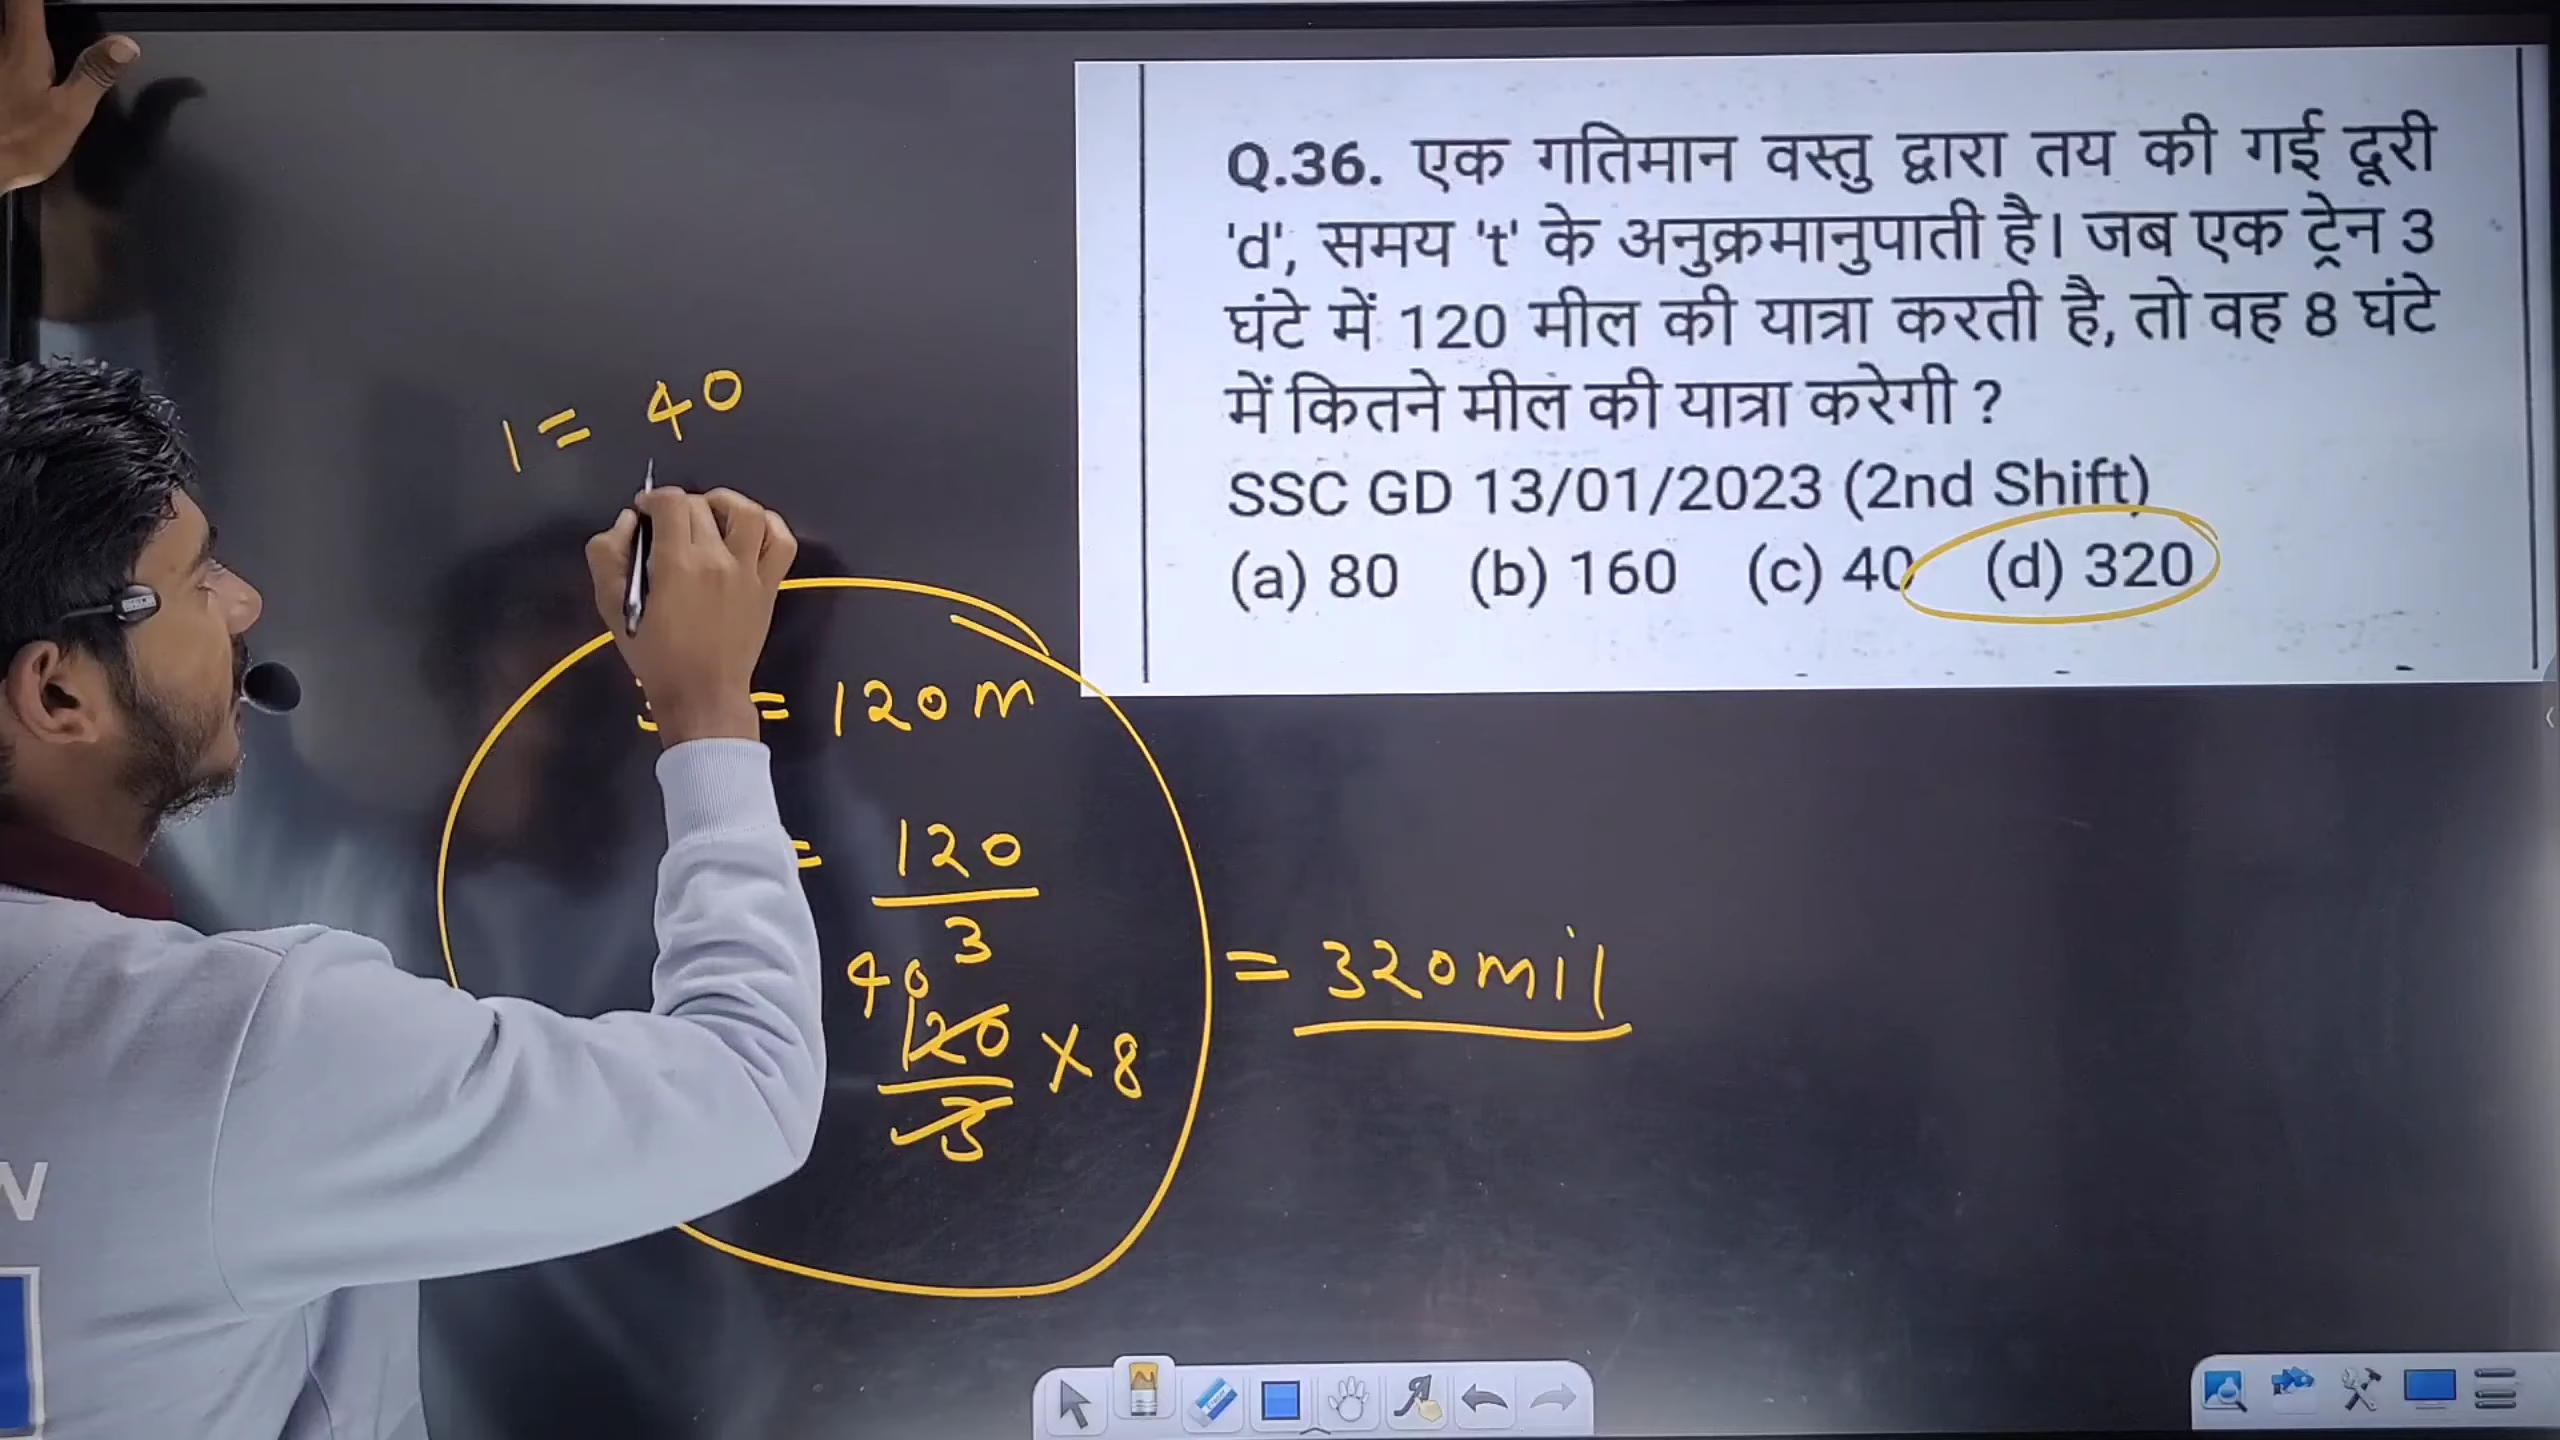 Q.36. एक गतिमान वस्तु द्वारा तय की गई दूरी
'd', समय 't' के अनुक्रमानुपाती है। जब एक ट्रेन 3
घंटे में 120 मील की यात्रा करती है, तो वह 8 घंटे
में कितने मील की यात्रा करेगी ?
SSC GD 13/01/2023 (2nd Shift)
(a) 80 (b) 160 (c) 40 (d) 320
1 = 40
= 120 m
= 120
3
40
120 × 8
3
= 320 mil